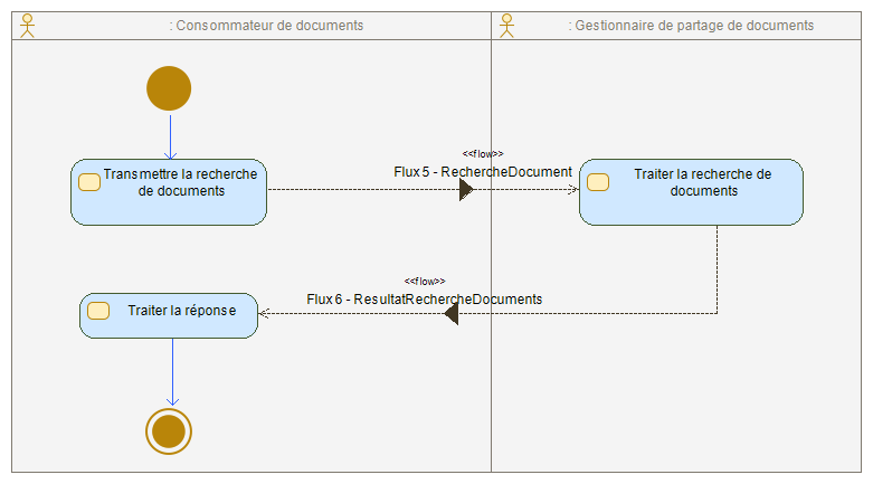 : Consommateur de documents
: Gestionnaire de partage de documents
<<flow>>
Flux 5 - RechercheDocument
Transmettre la recherche
de documents
Traiter la recherche de
documents
<<flow>>
Flux 6 - ResultatRechercheDocuments
Traiter la réponse